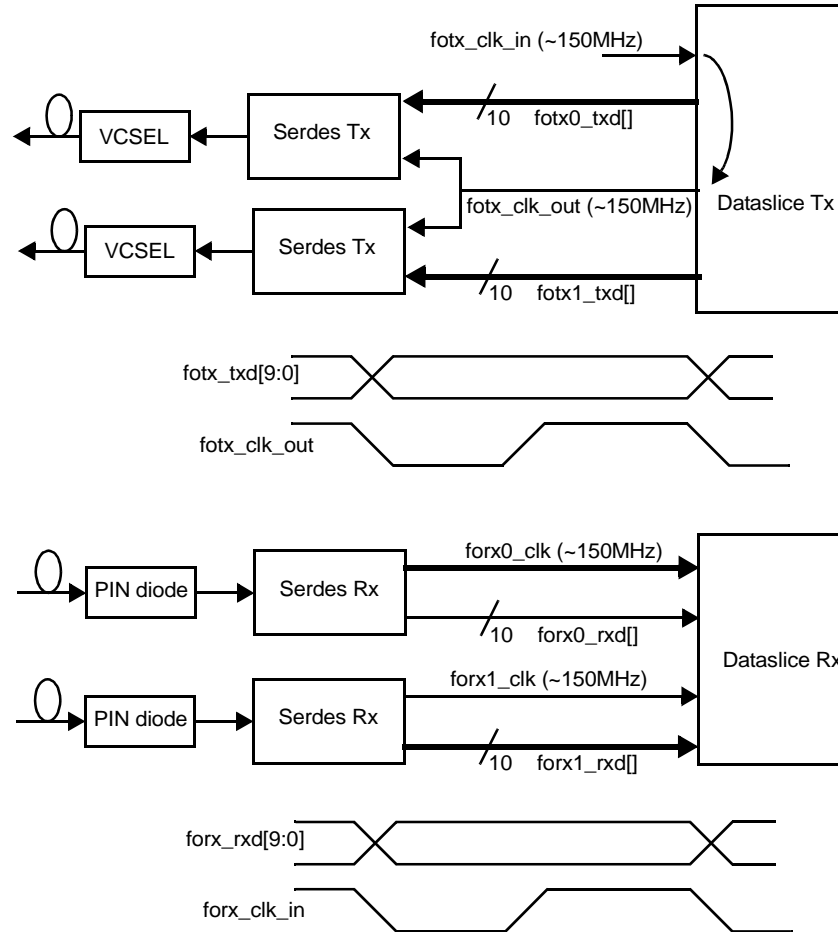 fotx_clk_in (~150MHz)
10 fotx0_txd[]
VCSEL
Serdes Tx
fotx_clk_out (~150MHz)
Dataslice Tx
VCSEL
Serdes Tx
10 fotx1_txd[]
fotx_txd[9:0]
fotx_clk_out
forx0_clk (~150MHz)
PIN diode
Serdes Rx
10 forx0_rxd[]
Dataslice Rx
forx1_clk (~150MHz)
PIN diode
Serdes Rx
10 forx1_rxd[]
forx_rxd[9:0]
forx_clk_in